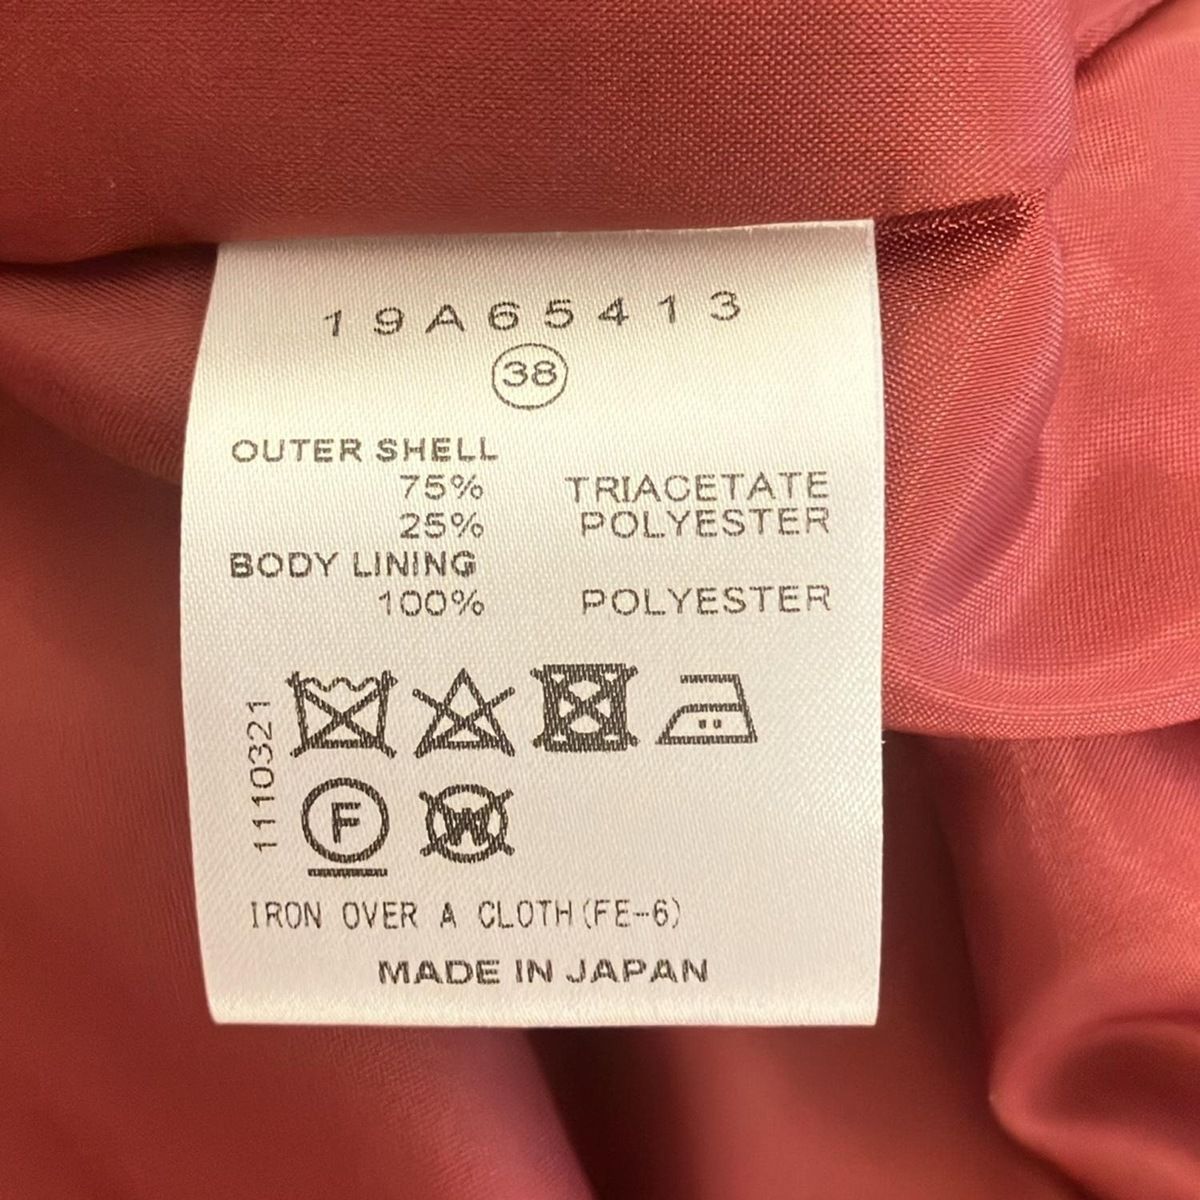 19A65413
38
OUTER SHELL
75% TRIACETATE
25% POLYESTER
BODY LINING
100% POLYESTER
1110321
F W
IRON OVER A CLOTH(FE-6)
MADE IN JAPAN